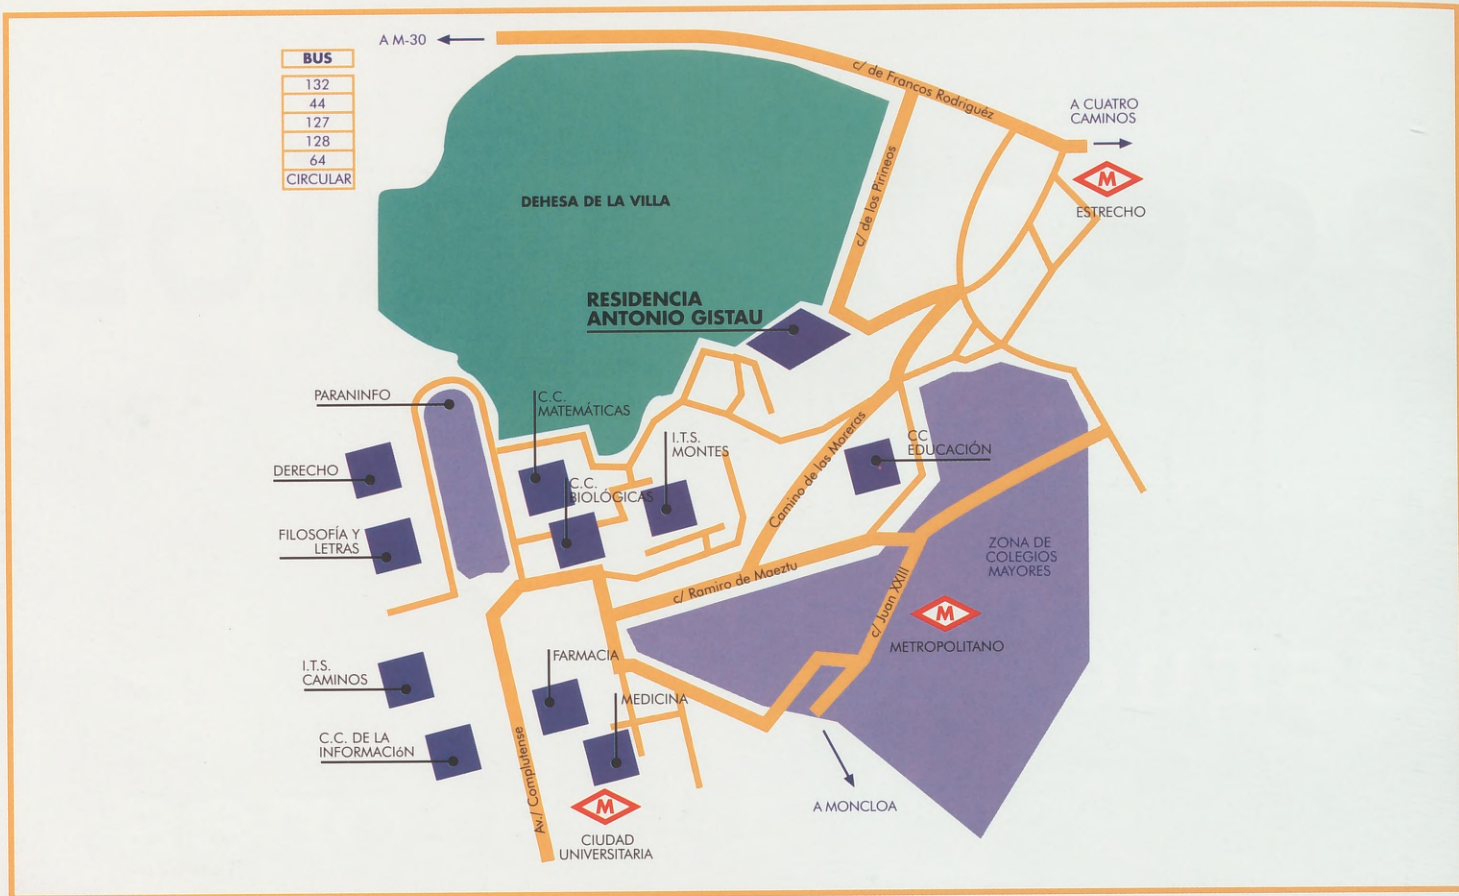 A M-30
BUS
132
44
127
128
64
CIRCULAR
c/ de Francos Rodriguéz
A CUATRO
CAMINOS
M
ESTRECHO
c/ de los Pirineos
DEHESA DE LA VILLA
RESIDENCIA
ANTONIO GISTAU
PARANINFO
C.C.
MATEMÁTICAS
I.T.S.
MONTES
CC
EDUCACIÓN
Camino de las Moreras
DERECHO
C.C.
BIOLÓGICAS
FILOSOFÍA Y
LETRAS
ZONA DE
COLEGIOS
MAYORES
c/ Ramiro de Maeztu
c/ Juan XXIII
M
METROPOLITANO
I.T.S.
CAMINOS
FARMACIA
MEDICINA
C.C. DE LA
INFORMACIóN
Av./ Complutense
M
CIUDAD
UNIVERSITARIA
A MONCLOA